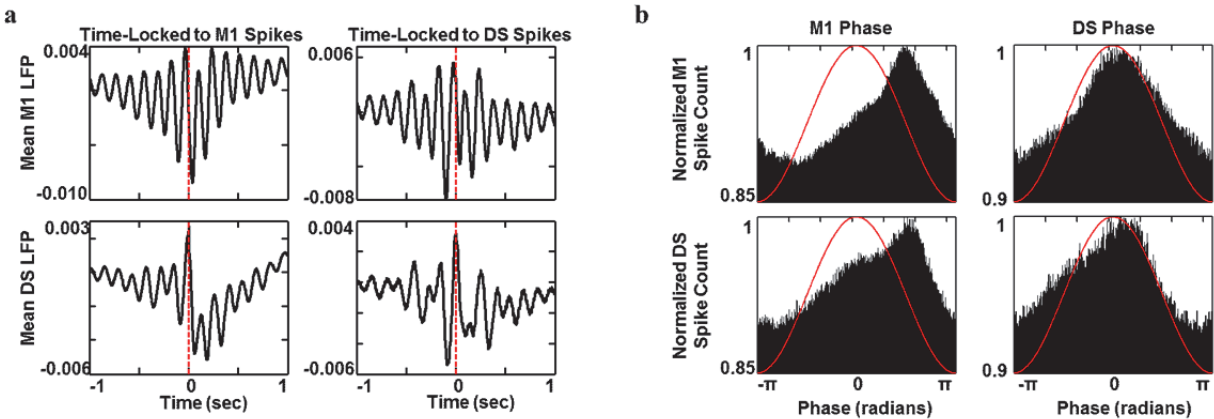 a
Time-Locked to M1 Spikes
Time-Locked to DS Spikes
Mean M1 LFP
0.004
-0.010
0.006
-0.008
Mean DS LFP
0.003
-0.006
0.004
-0.006
-1
0
1
-1
0
1
Time (sec)
Time (sec)
b
M1 Phase
DS Phase
Normalized M1
Spike Count
1
0.85
1
0.9
Normalized DS
Spike Count
1
0.85
1
0.9
-π
0
π
-π
0
π
Phase (radians)
Phase (radians)